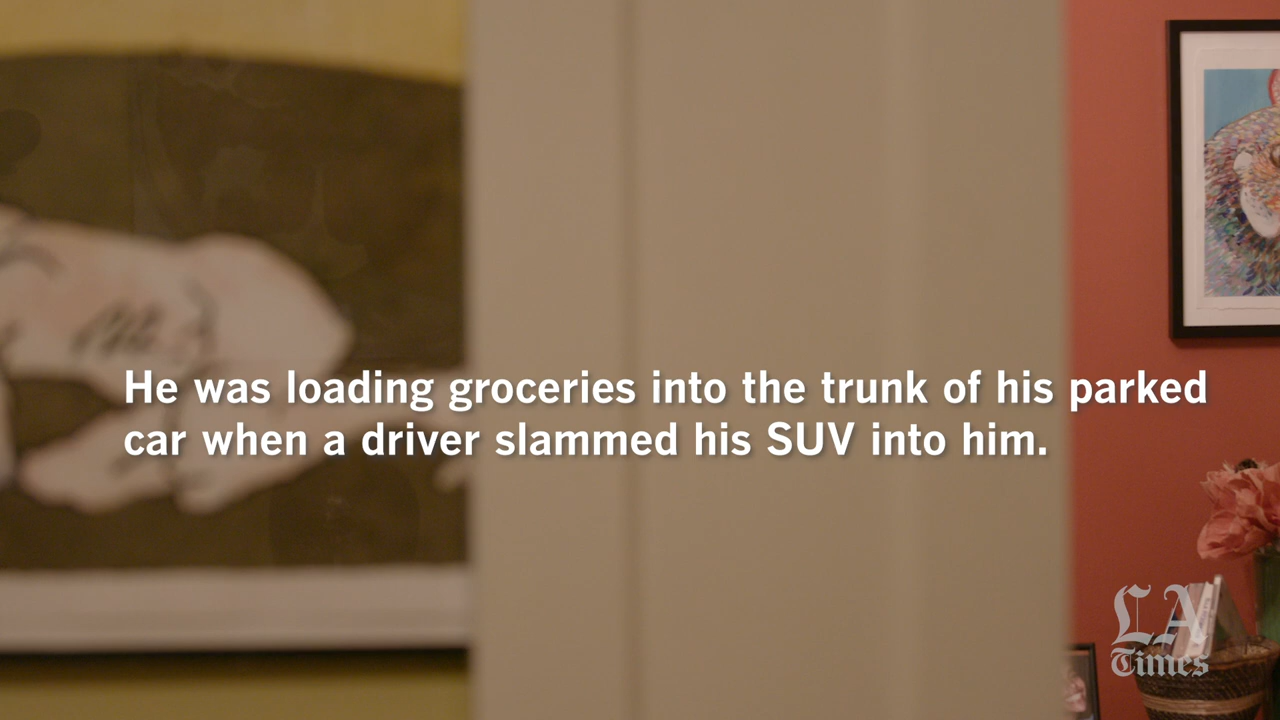 He was loading groceries into the trunk of his parked
car when a driver slammed his SUV into him.
LA
Times